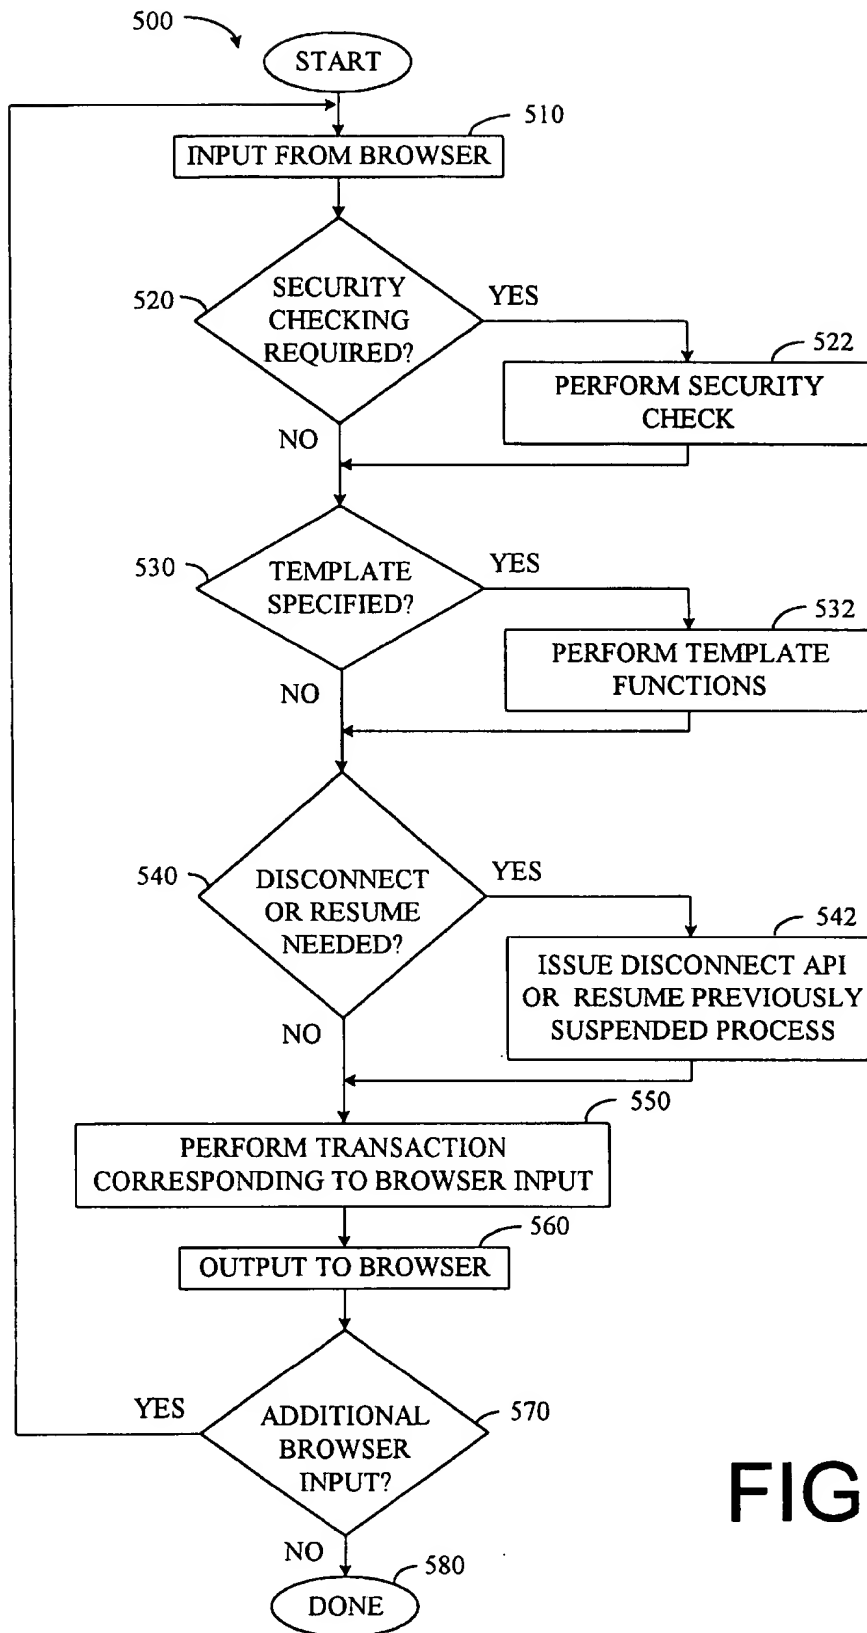 500
START
510
INPUT FROM BROWSER
520
SECURITY
CHECKING
REQUIRED?
YES
522
PERFORM SECURITY
CHECK
NO
530
TEMPLATE
SPECIFIED?
YES
532
PERFORM TEMPLATE
FUNCTIONS
NO
540
DISCONNECT
OR RESUME
NEEDED?
YES
542
ISSUE DISCONNECT API
OR RESUME PREVIOUSLY
SUSPENDED PROCESS
NO
550
PERFORM TRANSACTION
CORRESPONDING TO BROWSER INPUT
560
OUTPUT TO BROWSER
YES
570
ADDITIONAL
BROWSER
INPUT?
FIG
NO
580
DONE